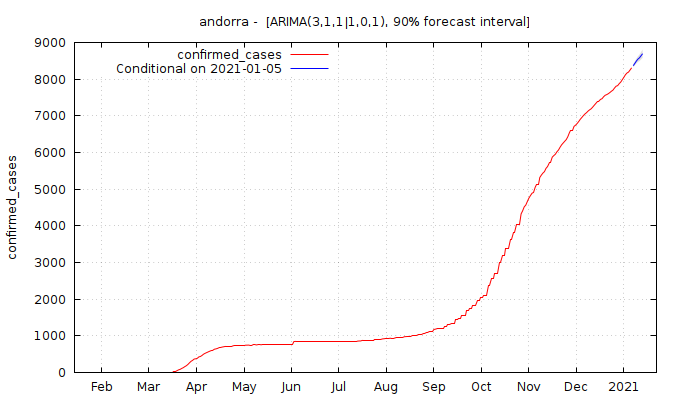 andorra -  [ARIMA(3,1,1|1,0,1), 90% forecast interval]
confirmed_cases
Conditional on 2021-01-05
9000
8000
7000
6000
5000
4000
3000
2000
1000
0
confirmed_cases
Feb Mar Apr May Jun Jul Aug Sep Oct Nov Dec 2021